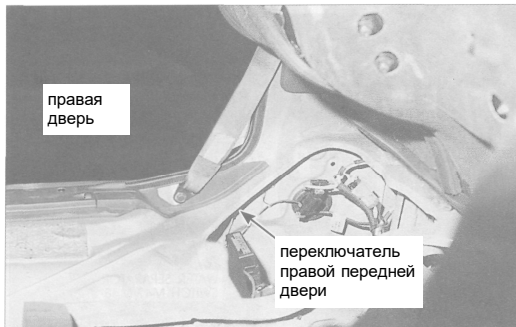 правая
дверь
переключатель
правой передней
двери